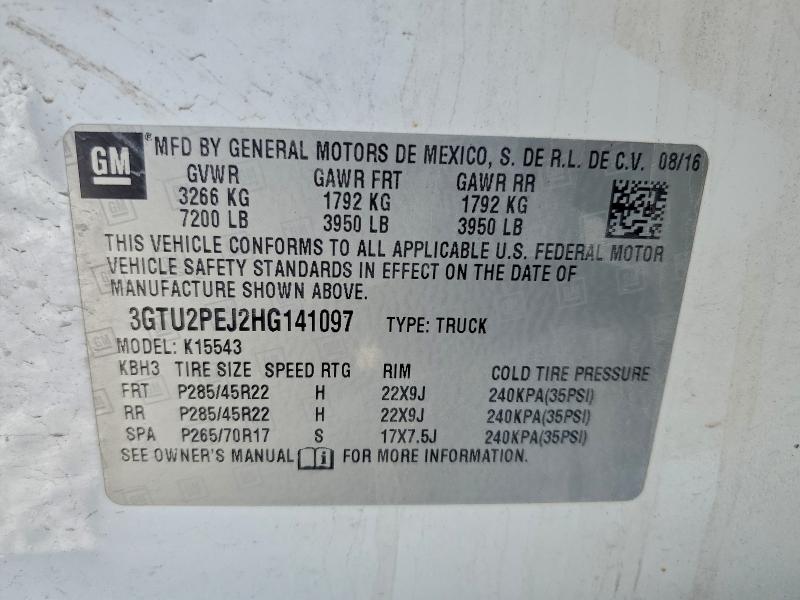 GM ® MFD BY GENERAL MOTORS DE MEXICO, S. DE R.L. DE C.V. 08/16
GVWR GAWR FRT GAWR RR
3266 KG 1792 KG 1792 KG
7200 LB 3950 LB 3950 LB
THIS VEHICLE CONFORMS TO ALL APPLICABLE U.S. FEDERAL MOTOR
VEHICLE SAFETY STANDARDS IN EFFECT ON THE DATE OF
MANUFACTURE SHOWN ABOVE.
3GTU2PEJ2HG141097 TYPE: TRUCK
MODEL: K15543
KBH3 TIRE SIZE SPEED RTG RIM COLD TIRE PRESSURE
FRT P285/45R22 H 22X9J 240KPA(35PSI)
RR P285/45R22 H 22X9J 240KPA(35PSI)
SPA P265/70R17 S 17X7.5J 240KPA(35PSI)
SEE OWNER'S MANUAL i FOR MORE INFORMATION.